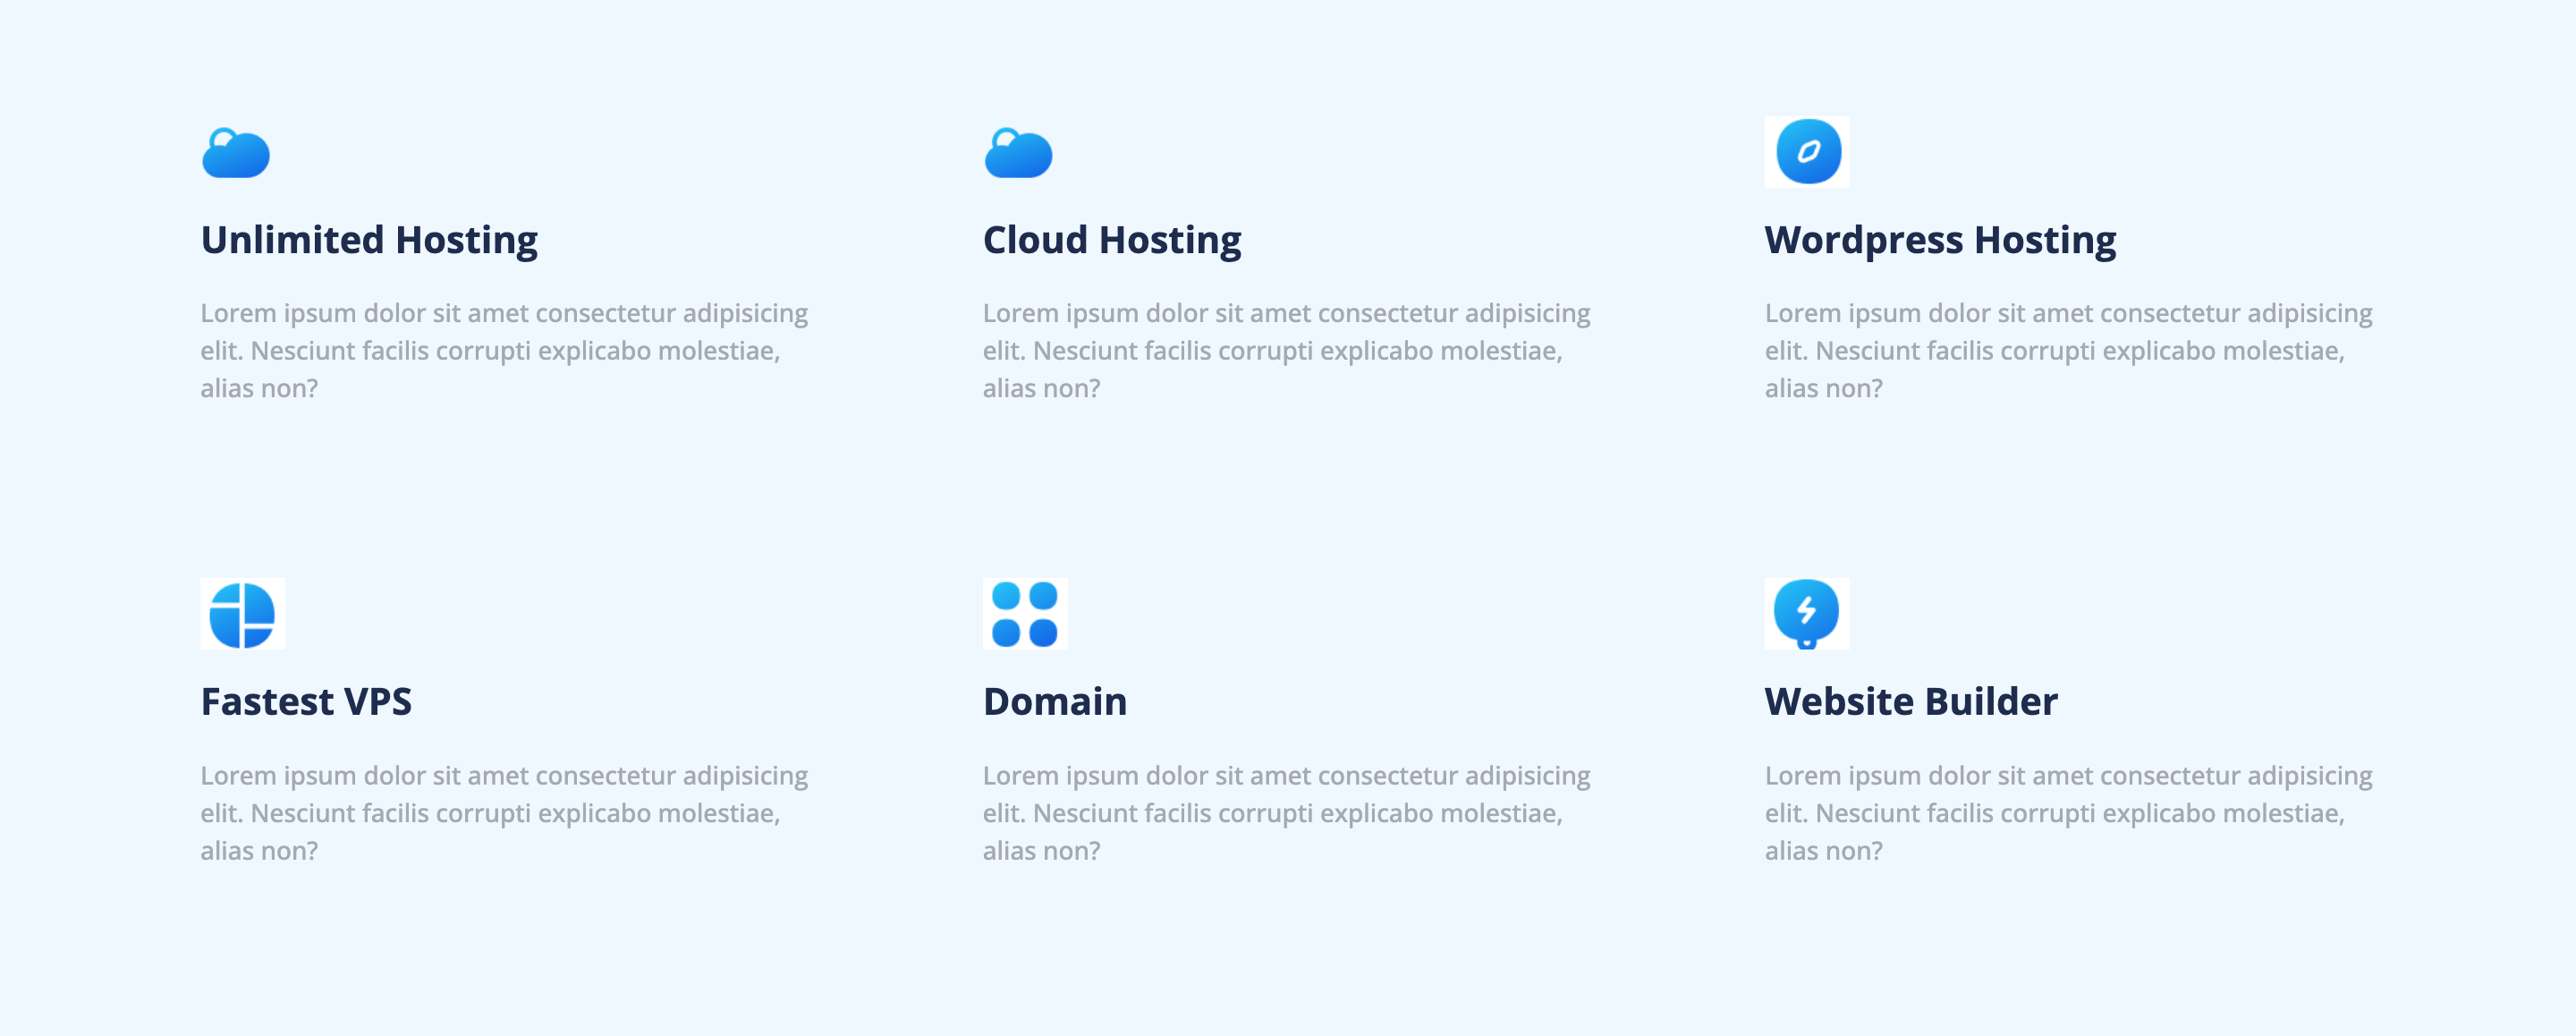 Unlimited Hosting
Lorem ipsum dolor sit amet consectetur adipisicing
elit. Nesciunt facilis corrupti explicabo molestiae,
alias non?
Cloud Hosting
Lorem ipsum dolor sit amet consectetur adipisicing
elit. Nesciunt facilis corrupti explicabo molestiae,
alias non?
Wordpress Hosting
Lorem ipsum dolor sit amet consectetur adipisicing
elit. Nesciunt facilis corrupti explicabo molestiae,
alias non?
Fastest VPS
Lorem ipsum dolor sit amet consectetur adipisicing
elit. Nesciunt facilis corrupti explicabo molestiae,
alias non?
Domain
Lorem ipsum dolor sit amet consectetur adipisicing
elit. Nesciunt facilis corrupti explicabo molestiae,
alias non?
Website Builder
Lorem ipsum dolor sit amet consectetur adipisicing
elit. Nesciunt facilis corrupti explicabo molestiae,
alias non?